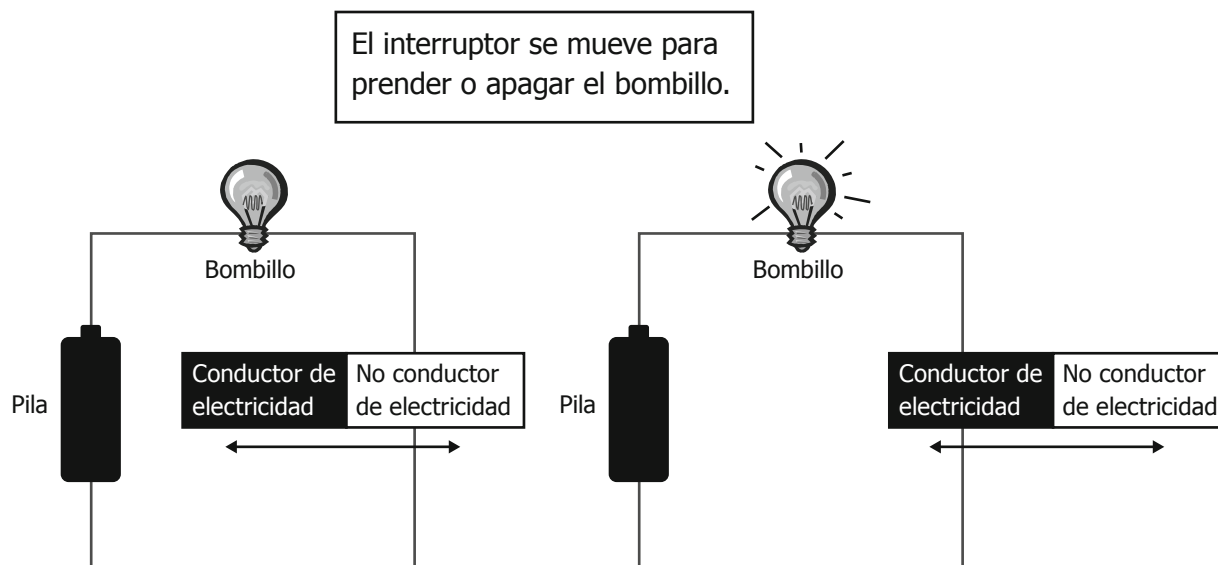 El interruptor se mueve para
prender o apagar el bombillo.
Bombillo
Pila
Conductor de
electricidad
No conductor
de electricidad
Bombillo
Pila
Conductor de
electricidad
No conductor
de electricidad